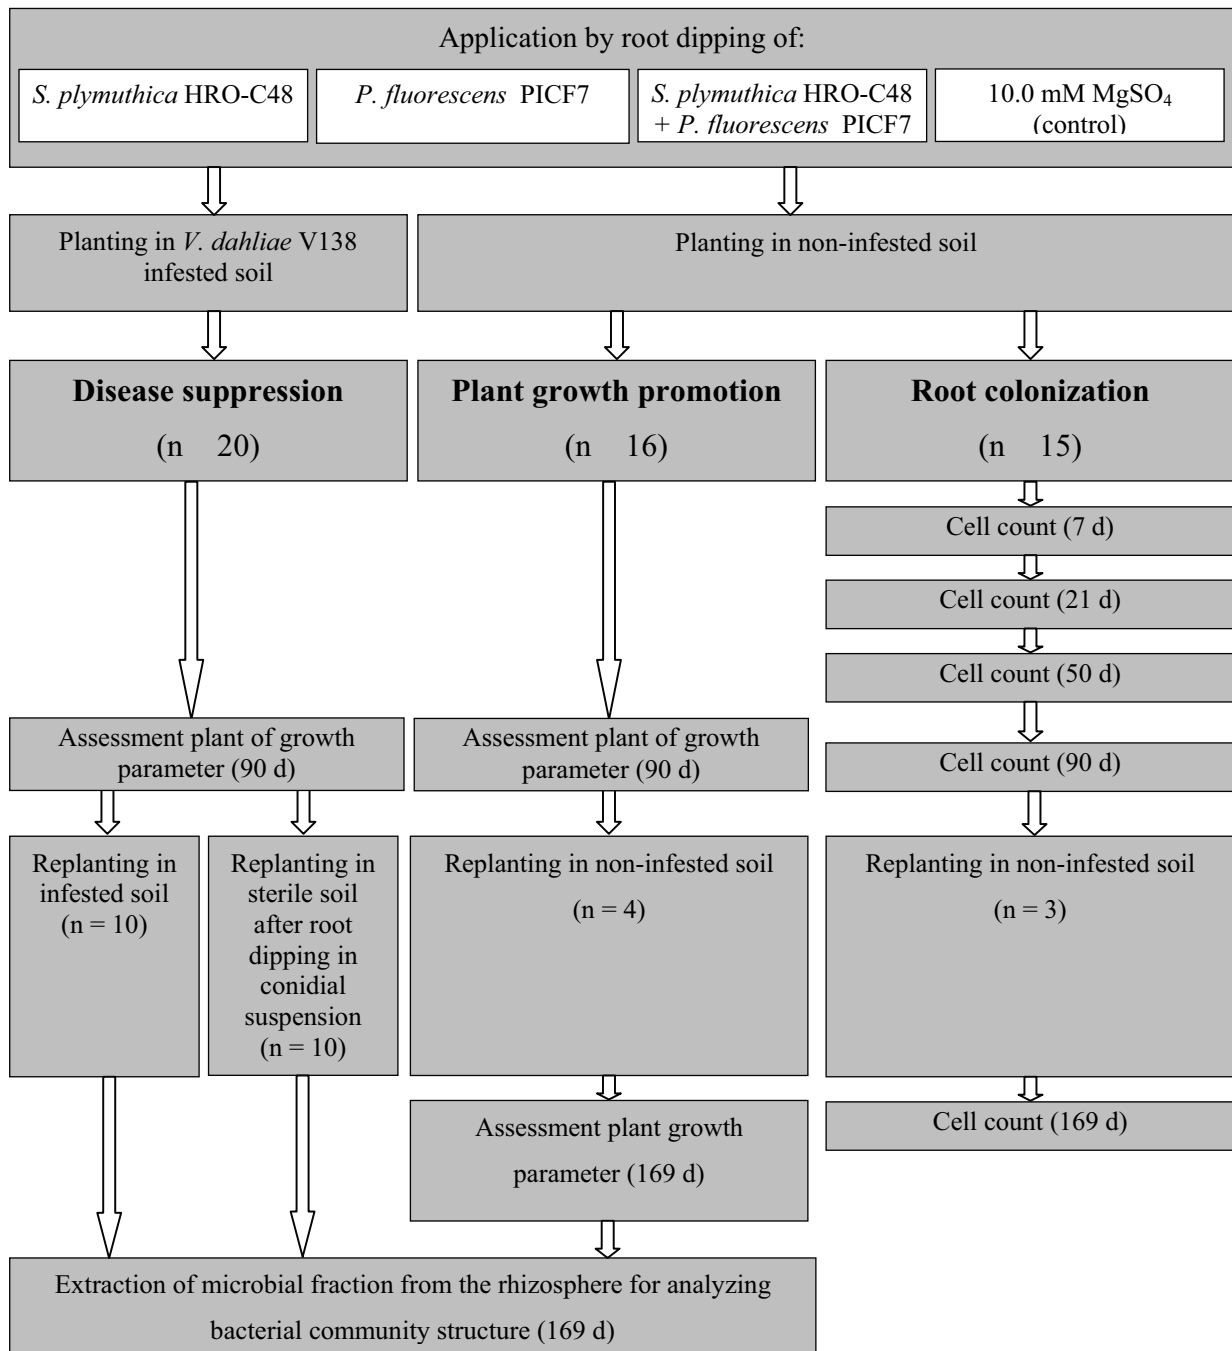 Application by root dipping of:
S. plymuthica HRO-C48
P. fluorescens PICF7
S. plymuthica HRO-C48
+ P. fluorescens PICF7
10.0 mM MgSO₄
(control)
Planting in V. dahliae V138
infested soil
Planting in non-infested soil
Disease suppression
(n 20)
Plant growth promotion
(n 16)
Root colonization
(n 15)
Cell count (7 d)
Cell count (21 d)
Cell count (50 d)
Cell count (90 d)
Assessment plant of growth
parameter (90 d)
Assessment plant of growth
parameter (90 d)
Replanting in
infested soil
(n = 10)
Replanting in
sterile soil
after root
dipping in
conidial
suspension
(n = 10)
Replanting in non-infested soil
(n = 4)
Replanting in non-infested soil
(n = 3)
Assessment plant growth
parameter (169 d)
Cell count (169 d)
Extraction of microbial fraction from the rhizosphere for analyzing
bacterial community structure (169 d)